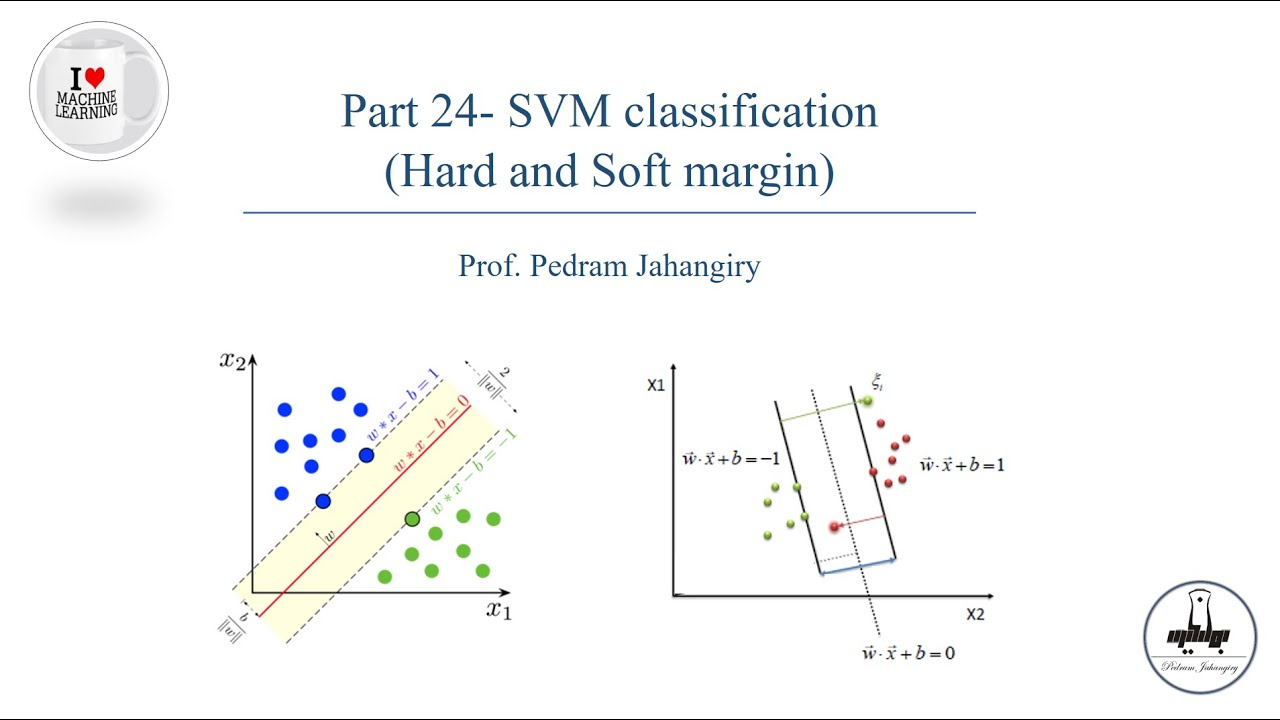 I ❤ MACHINE LEARNING
Part 24- SVM classification
(Hard and Soft margin)
Prof. Pedram Jahangiry
x₂
w * x − b = 1
w * x − b = 0
w * x − b = −1
2/‖w‖
w
b/‖w‖
x₁
X1
ξᵢ
w⃗·x⃗+b=−1
w⃗·x⃗+b=1
X2
w⃗·x⃗+b=0
Pedram Jahangiry